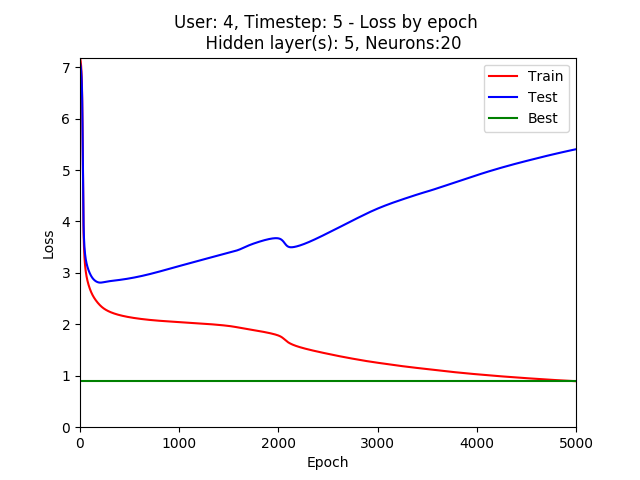 User: 4, Timestep: 5 - Loss by epoch
Hidden layer(s): 5, Neurons:20
Train
Test
Best
Loss
7
6
5
4
3
2
1
0
0 1000 2000 3000 4000 5000
Epoch